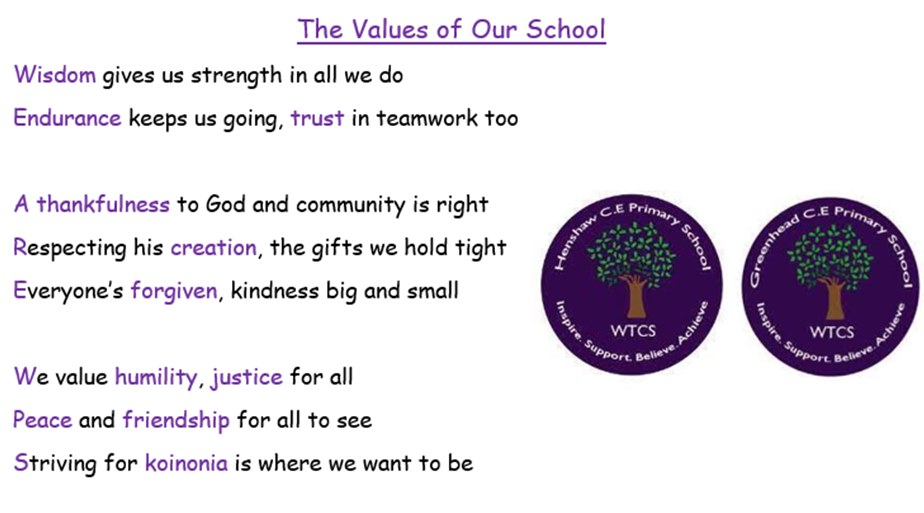 The Values of Our School
Wisdom gives us strength in all we do
Endurance keeps us going, trust in teamwork too
A thankfulness to God and community is right
Respecting his creation, the gifts we hold tight
Everyone's forgiven, kindness big and small
We value humility, justice for all
Peace and friendship for all to see
Striving for koinonia is where we want to be
Henshaw C.E Primary School
WTCS
Inspire. Support. Believe. Achieve
Greenhead C.E Primary School
WTCS
Inspire. Support. Believe. Achieve